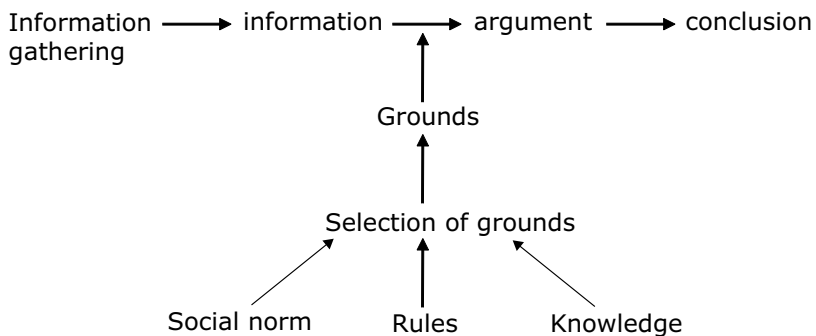 Information gathering
information
argument
conclusion
Grounds
Selection of grounds
Social norm
Rules
Knowledge